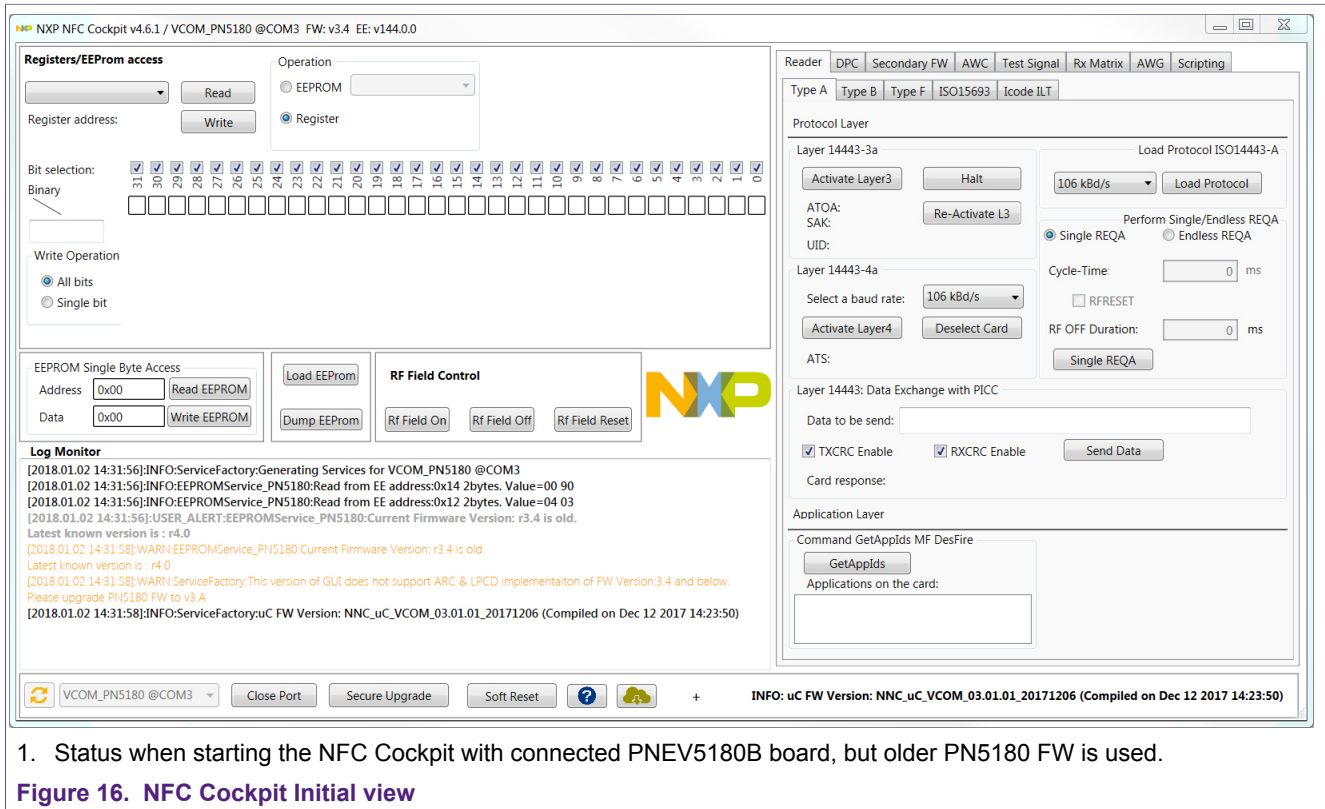 NXP NFC Cockpit v4.6.1 / VCOM_PN5180 @COM3 FW: v3.4 EE: v144.0.0
Registers/EEProm access
Read
Register address:
Write
Operation
EEPROM
Register
Bit selection:
31 30 29 28 27 26 25 24 23 22 21 20 19 18 17 16 15 14 13 12 11 10 9 8 7 6 5 4 3 2 1 0
Binary
Write Operation
All bits
Single bit
EEPROM Single Byte Access
Address 0x00 Read EEPROM
Data 0x00 Write EEPROM
Load EEProm
Dump EEProm
RF Field Control
Rf Field On Rf Field Off Rf Field Reset
NXP
Log Monitor
[2018.01.02 14:31:56]:INFO:ServiceFactory:Generating Services for VCOM_PN5180 @COM3
[2018.01.02 14:31:56]:INFO:EEPROMService_PN5180:Read from EE address:0x14 2bytes. Value=00 90
[2018.01.02 14:31:56]:INFO:EEPROMService_PN5180:Read from EE address:0x12 2bytes. Value=04 03
[2018.01.02 14:31:56]:USER_ALERT:EEPROMService_PN5180:Current Firmware Version: r3.4 is old.
Latest known version is : r4.0
[2018.01.02 14:31:58]:WARN:EEPROMService_PN5180:Current Firmware Version: r3.4 is old.
Latest known version is : r4.0
[2018.01.02 14:31:58]:WARN:ServiceFactory:This version of GUI does not support ARC & LPCD implementaiton of FW Version:3.4 and below.
Please upgrade PN5180 FW to v3.A
[2018.01.02 14:31:58]:INFO:ServiceFactory:uC FW Version: NNC_uC_VCOM_03.01.01_20171206 (Compiled on Dec 12 2017 14:23:50)
Reader DPC Secondary FW AWC Test Signal Rx Matrix AWG Scripting
Type A Type B Type F ISO15693 Icode ILT
Protocol Layer
Layer 14443-3a
Activate Layer3 Halt
ATQA:
SAK:
Re-Activate L3
UID:
Load Protocol ISO14443-A
106 kBd/s Load Protocol
Perform Single/Endless REQA
Single REQA Endless REQA
Cycle-Time: 0 ms
RFRESET
RF OFF Duration: 0 ms
Single REQA
Layer 14443-4a
Select a baud rate: 106 kBd/s
Activate Layer4 Deselect Card
ATS:
Layer 14443: Data Exchange with PICC
Data to be send:
TXCRC Enable RXCRC Enable Send Data
Card response:
Application Layer
Command GetAppIds MF DesFire
GetAppIds
Applications on the card:
VCOM_PN5180 @COM3 Close Port Secure Upgrade Soft Reset ? + INFO: uC FW Version: NNC_uC_VCOM_03.01.01_20171206 (Compiled on Dec 12 2017 14:23:50)
1. Status when starting the NFC Cockpit with connected PNEV5180B board, but older PN5180 FW is used.
Figure 16. NFC Cockpit Initial view